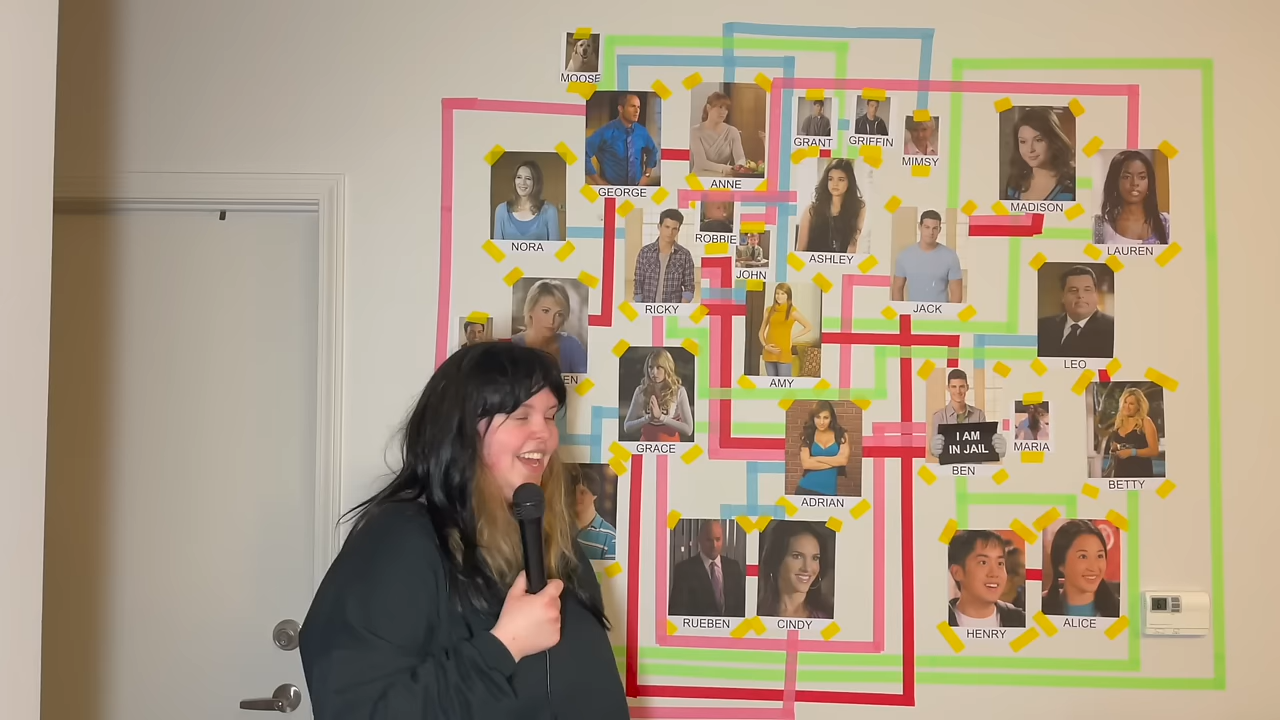 MOOSE
GEORGE
ANNE
GRANT
GRIFFIN
MIMSY
MADISON
LAUREN
NORA
ROBBIE
JOHN
ASHLEY
RICKY
JACK
LEO
AMY
GRACE
ADRIAN
I AM
IN JAIL
BEN
MARIA
BETTY
RUEBEN
CINDY
HENRY
ALICE